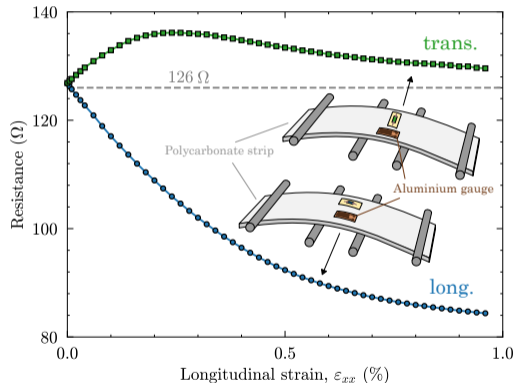 140
trans.
126 Ω
120
Resistance (Ω)
Polycarbonate strip
Aluminium gauge
100
long.
80
0.0
0.5
1.0
Longitudinal strain, εxx (%)